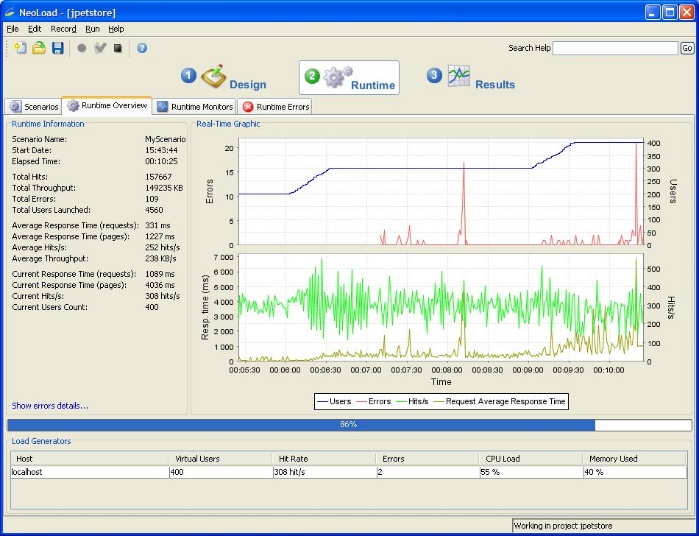 NeoLoad - [jpetstore]
File Edit Record Run Help
Search Help Go
1 Design 2 Runtime 3 Results
Scenarios Runtime Overview Runtime Monitors Runtime Errors
Runtime Information
Scenario Name: MyScenario
Start Date: 15:43:44
Elapsed Time: 00:10:25
Total Hits: 157667
Total Throughput: 149235 KB
Total Errors: 109
Total Users Launched: 4560
Average Response Time (requests): 331 ms
Average Response Time (pages): 1227 ms
Average Hits/s: 252 hits/s
Average Throughput: 238 KB/s
Current Response Time (requests): 1089 ms
Current Response Time (pages): 4036 ms
Current Hits/s: 308 hits/s
Current Users Count: 400
Show errors details...
Real-Time Graphic
Errors
20
15
10
5
0
Users
400
350
300
250
200
150
100
50
0
Resp. time (ms)
7 000
6 000
5 000
4 000
3 000
2 000
1 000
0
Hits/s
500
400
300
200
100
0
00:05:30 00:06:00 00:06:30 00:07:00 00:07:30 00:08:00 00:08:30 00:09:00 00:09:30 00:10:00
Time
Users Errors Hits/s Request Average Response Time
86%
Load Generators
Host Virtual Users Hit Rate Errors CPU Load Memory Used
localhost 400 308 hit/s 2 55 % 40 %
Working in project jpetstore